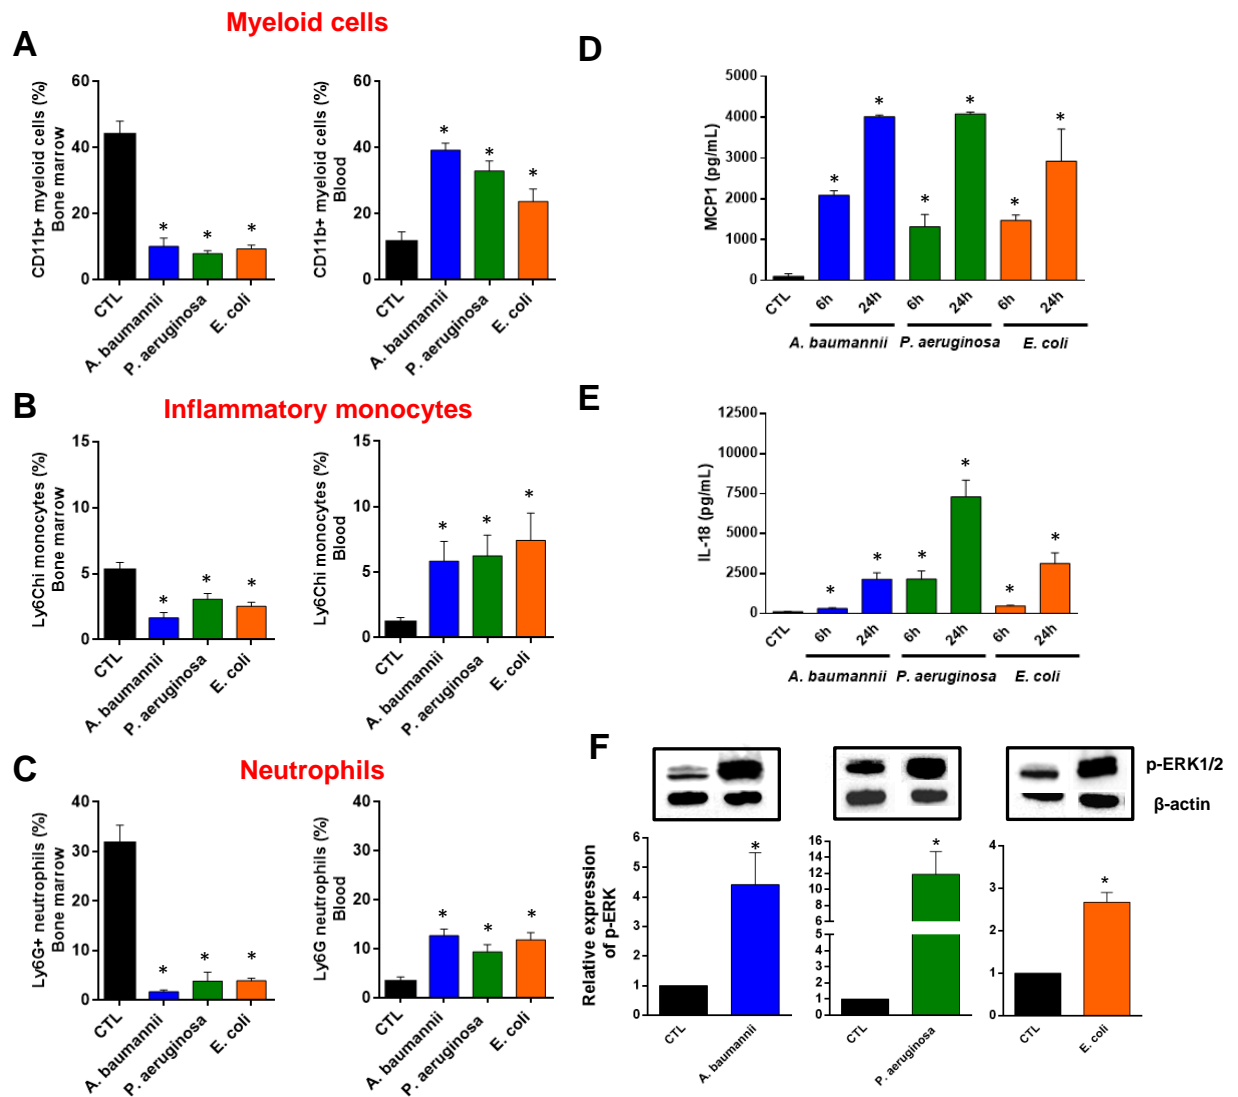 Myeloid cells
A
CD11b+ myeloid cells (%)
Bone marrow
60
40
20
0
CTL
A. baumannii
P. aeruginosa
E. coli
*
*
*
CD11b+ myeloid cells (%)
Blood
60
40
20
0
CTL
A. baumannii
P. aeruginosa
E. coli
*
*
*
B
Inflammatory monocytes
Ly6Chi monocytes (%)
Bone marrow
15
10
5
0
CTL
A. baumannii
P. aeruginosa
E. coli
*
*
*
Ly6Chi monocytes (%)
Blood
15
10
5
0
CTL
A. baumannii
P. aeruginosa
E. coli
*
*
*
C
Neutrophils
Ly6G+ neutrophils (%)
Bone marrow
40
30
20
10
0
CTL
A. baumannii
P. aeruginosa
E. coli
*
*
*
Ly6G neutrophils (%)
Blood
40
30
20
10
0
CTL
A. baumannii
P. aeruginosa
E. coli
*
*
*
D
MCP1 (pg/mL)
5000
4000
3000
2000
1000
0
*
*
*
*
*
*
CTL
6h
24h
6h
24h
6h
24h
A. baumannii
P. aeruginosa
E. coli
E
IL-18 (pg/mL)
12500
10000
7500
5000
2500
0
*
*
*
*
*
*
CTL
6h
24h
6h
24h
6h
24h
A. baumannii
P. aeruginosa
E. coli
F
p-ERK1/2
β-actin
Relative expression
of p-ERK
6
5
4
3
2
1
0
*
CTL
A. baumannii
16
14
12
10
8
6
5
4
3
2
1
0
*
CTL
P. aeruginosa
4
3
2
1
0
*
CTL
E. coli